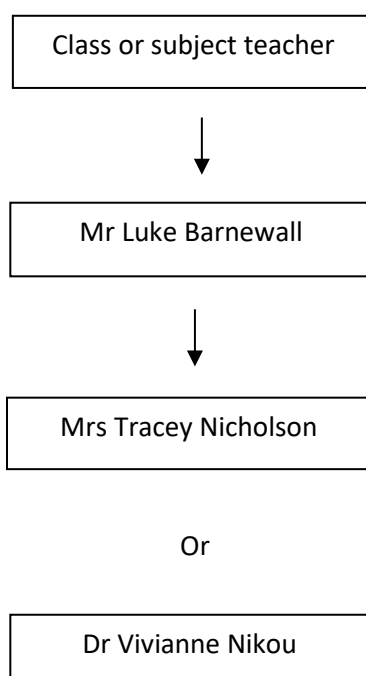 Class or subject teacher
Mr Luke Barnewall
Mrs Tracey Nicholson
Or
Dr Vivianne Nikou